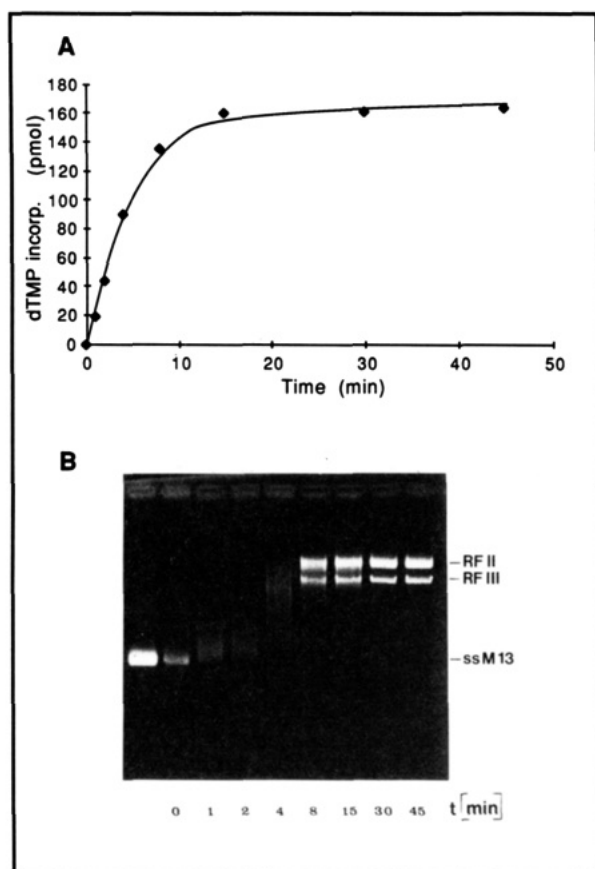 A
180
160
140
120
100
80
60
40
20
0
dTMP incorp. (pmol)
0 10 20 30 40 50
Time (min)
B
RF II
RF III
ssM13
0 1 2 4 8 15 30 45 t [min]